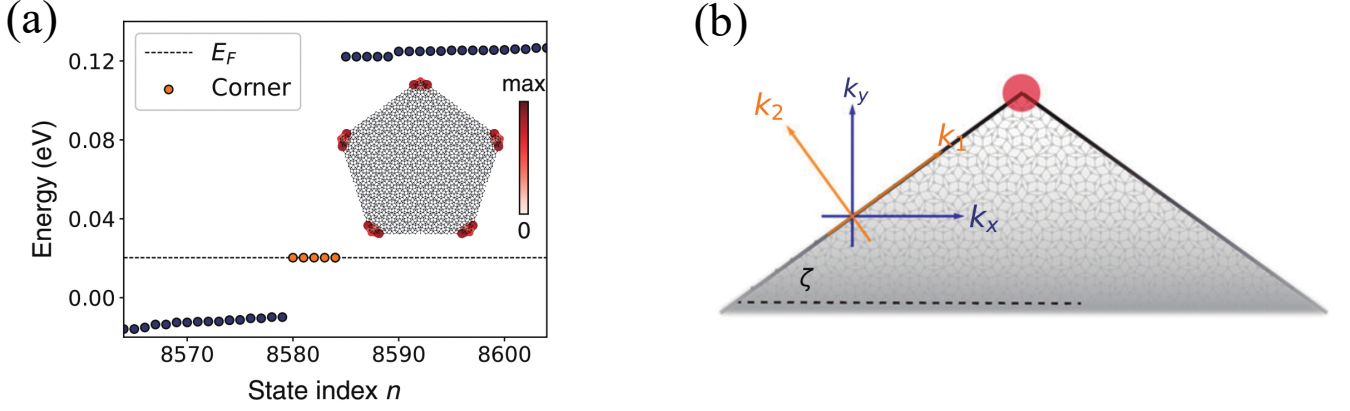 (a)
0.12
0.08
0.04
0.00
Energy (eV)
E_F
Corner
max
0
8570
8580
8590
8600
State index n
(b)
k_2
k_y
k_1
k_x
ζ